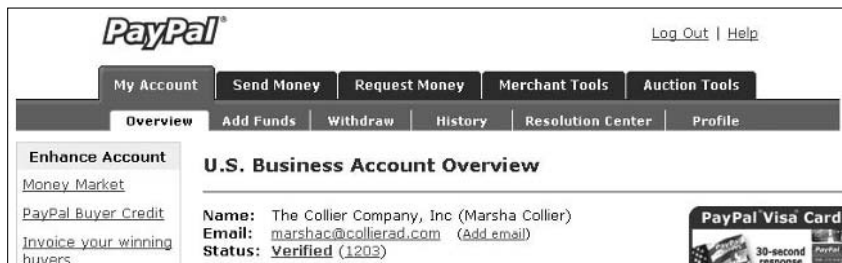 PayPal
Log Out | Help
My Account Send Money Request Money Merchant Tools Auction Tools
Overview Add Funds Withdraw History Resolution Center Profile
Enhance Account
Money Market
PayPal Buyer Credit
Invoice your winning
buyers
U.S. Business Account Overview
Name: The Collier Company, Inc (Marsha Collier)
Email: marshac@collierad.com (Add email)
Status: Verified (1203)
PayPal Visa Card
30-second
response